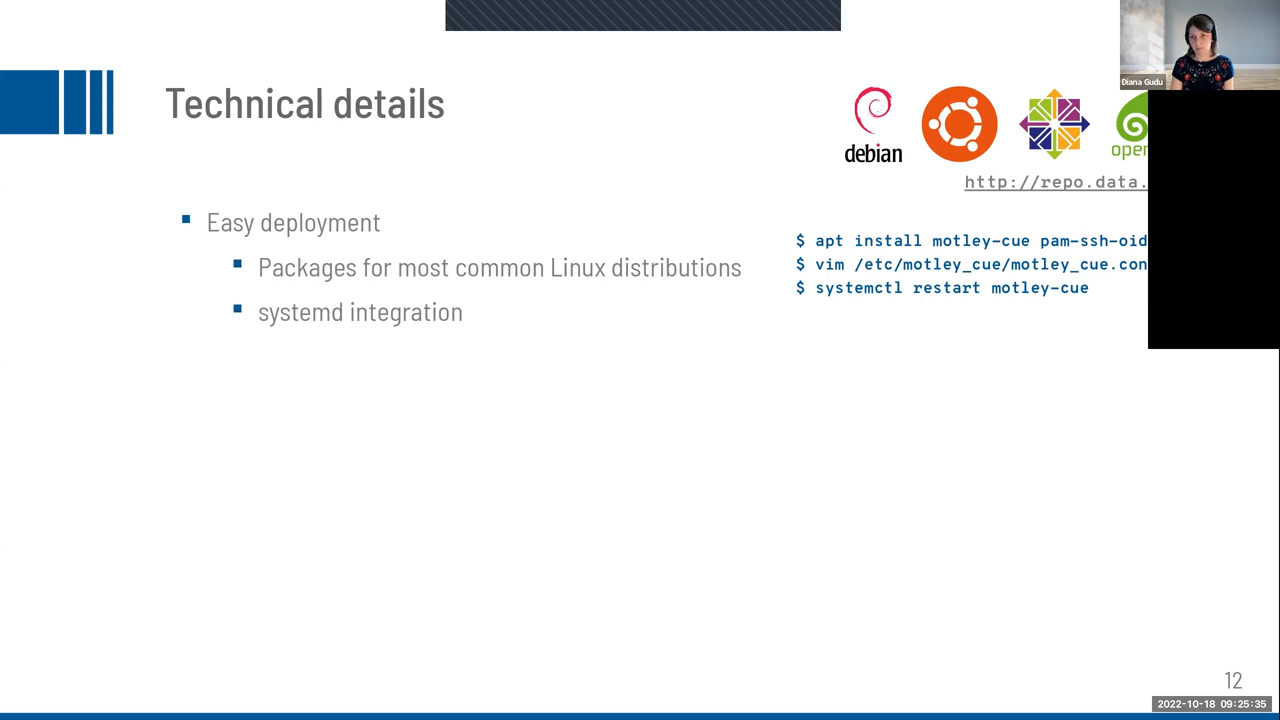 Diana Gudu
Technical details
debian
open
http://repo.data.
Easy deployment
Packages for most common Linux distributions
systemd integration
$ apt install motley-cue pam-ssh-oid
$ vim /etc/motley_cue/motley_cue.con
$ systemctl restart motley-cue
12
2022-10-18 09:25:35